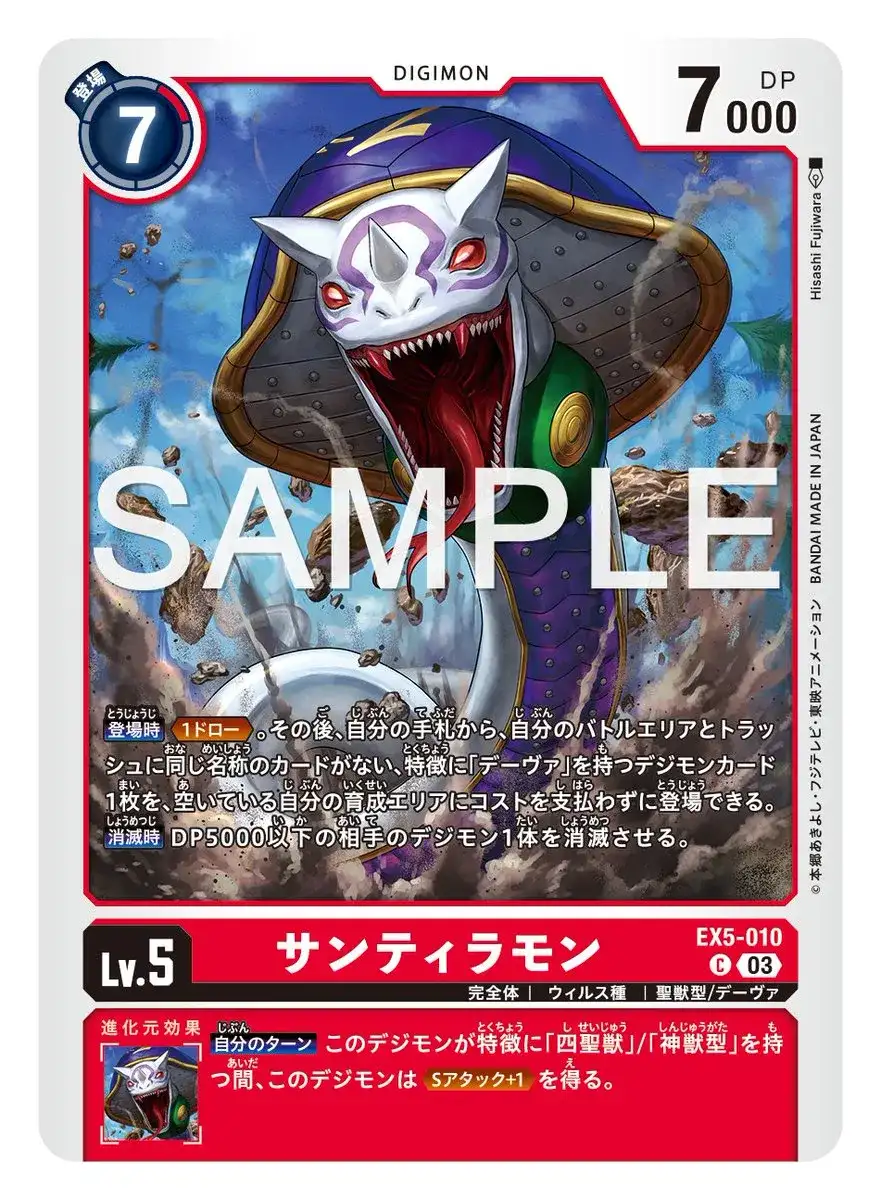 登場
7
DIGIMON
7000
DP
Hisashi Fujiwara
BANDAI MADE IN JAPAN
©本郷あきよし・フジテレビ・東映アニメーション
SAMPLE
登場時 1ドロー 。その後、自分の手札から、自分のバトルエリアとトラッ
シュに同じ名称のカードがない、特徴に「デーヴァ」を持つデジモンカード
1枚を、空いている自分の育成エリアにコストを支払わずに登場できる。
消滅時 DP5000以下の相手のデジモン1体を消滅させる。
Lv.5
サンティラモン
EX5-010
C 03
完全体 | ウィルス種 | 聖獣型/デーヴァ
進化元効果
自分のターン このデジモンが特徴に「四聖獣」/「神獣型」を持
つ間、このデジモンは Sアタック+1 を得る。